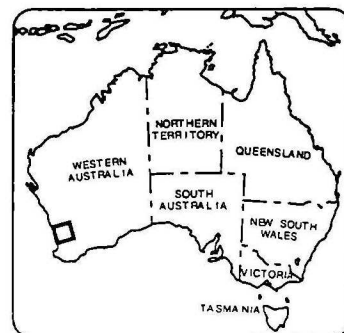 NORTHERN
TERRITORY
QUEENSLAND
WESTERN
AUSTRALIA
SOUTH
AUSTRALIA
NEW SOUTH
WALES
VICTORIA
TASMANIA